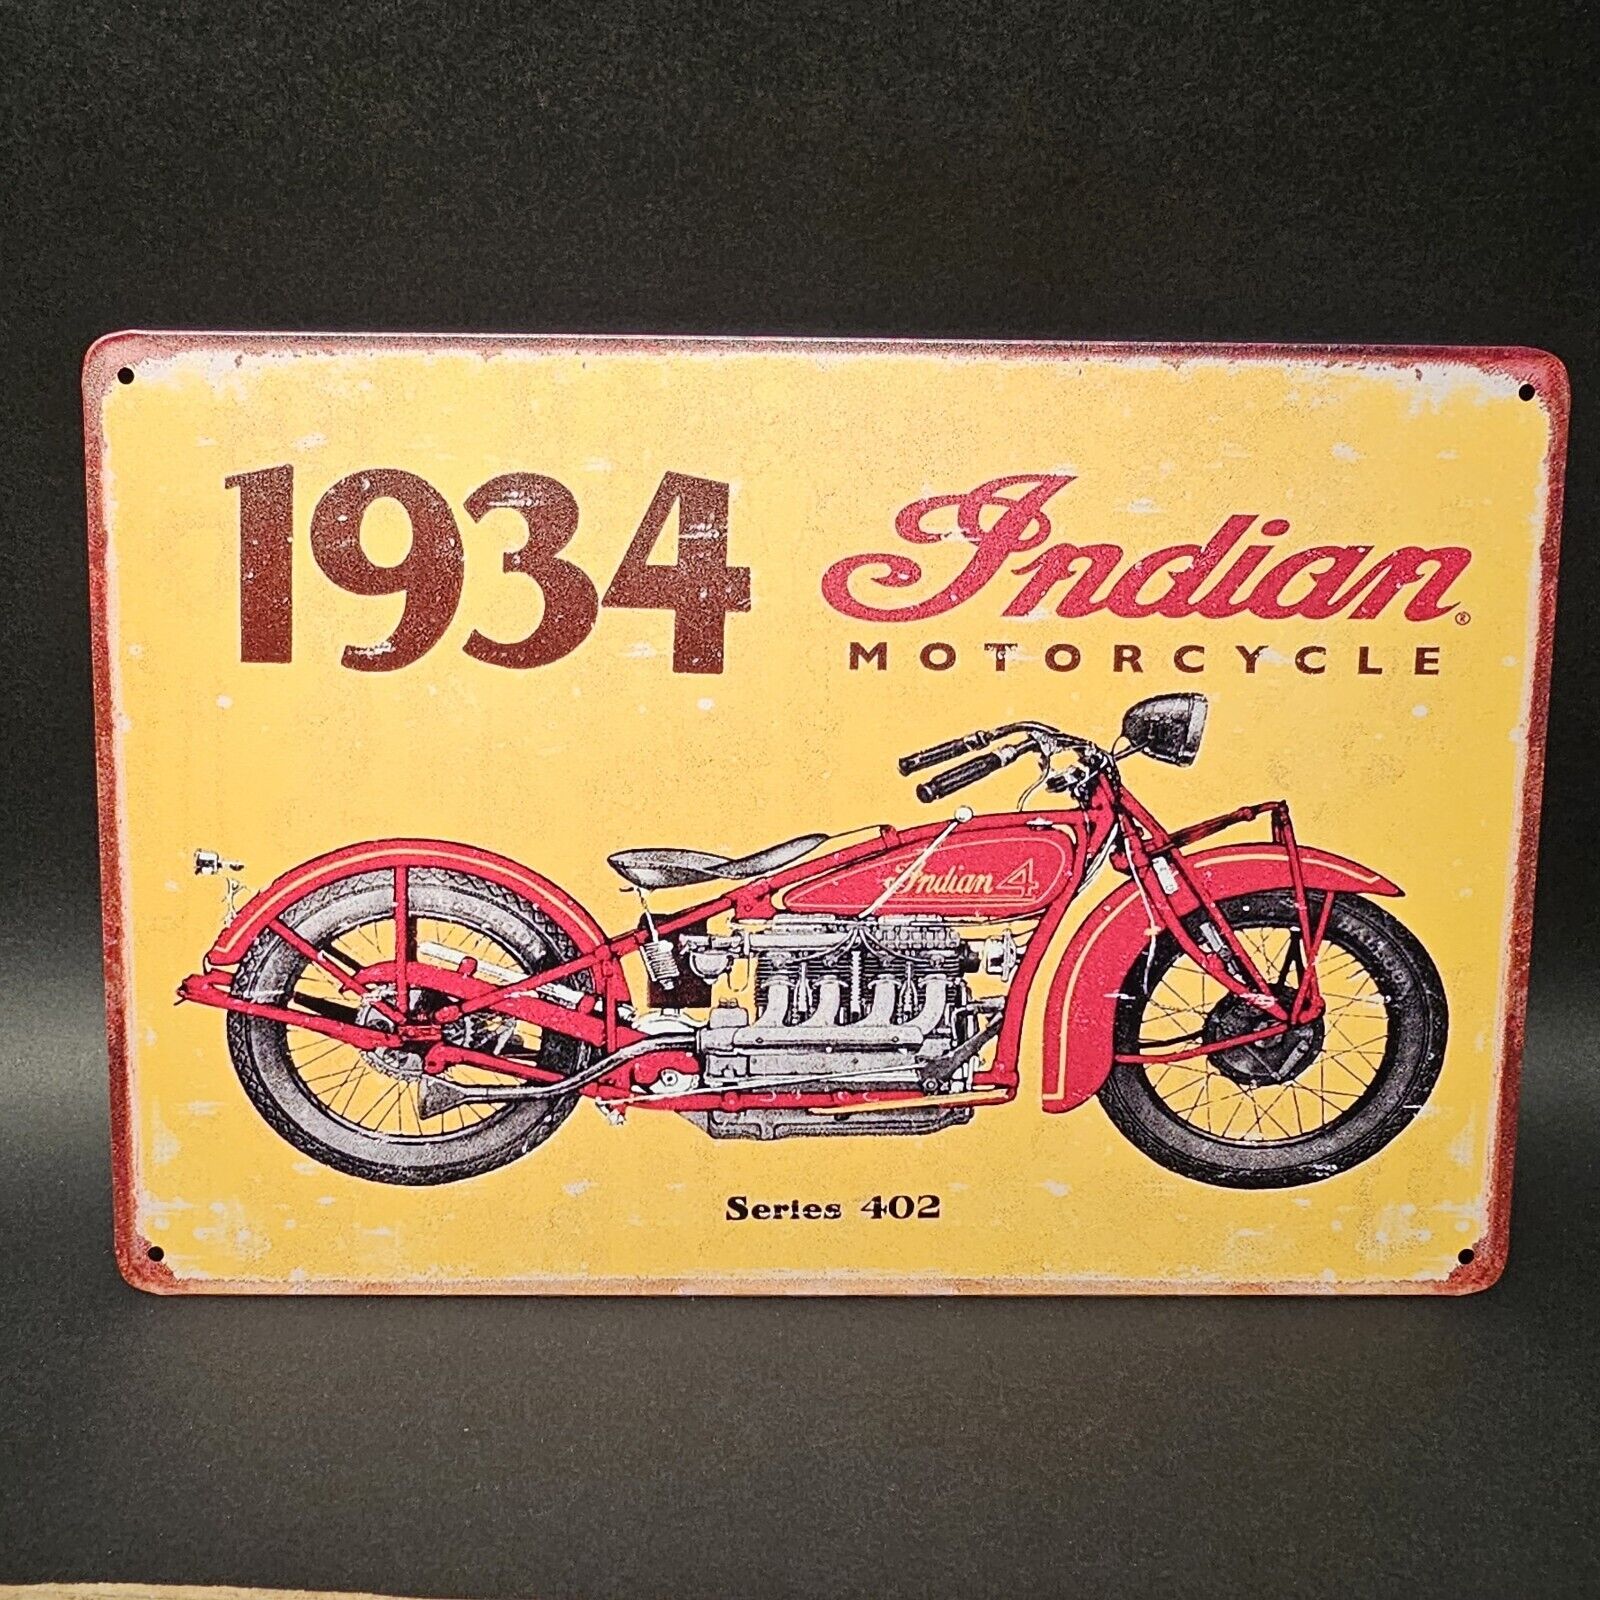 1934
Indian®
MOTORCYCLE
Indian 4
Series 402